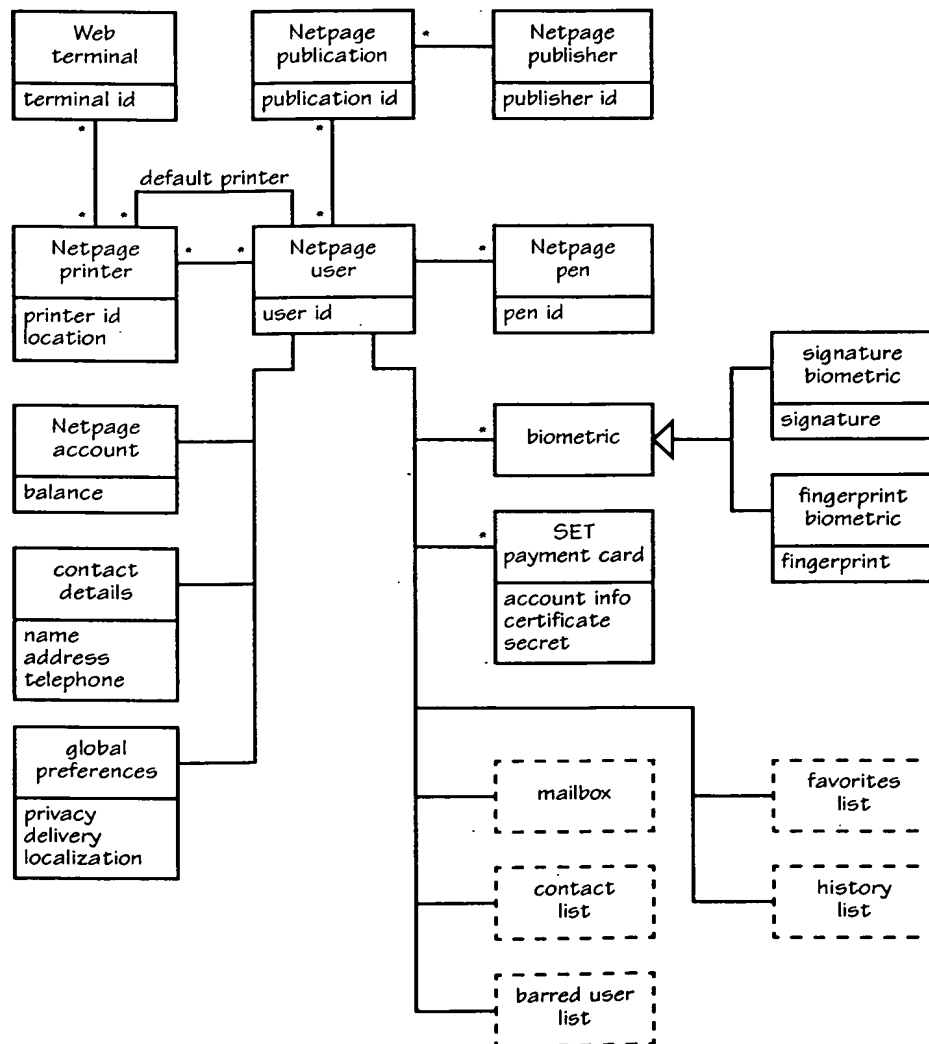 Web
terminal
terminal id
Netpage
publication
publication id
*
Netpage
publisher
publisher id
*
*
default printer
*
*
*
Netpage
printer
printer id
location
*
*
Netpage
user
user id
*
Netpage
pen
pen id
signature
biometric
signature
Netpage
account
balance
*
biometric
fingerprint
biometric
fingerprint
*
SET
payment card
account info
certificate
secret
contact
details
name
address
telephone
global
preferences
privacy
delivery
localization
mailbox
favorites
list
contact
list
history
list
barred user
list